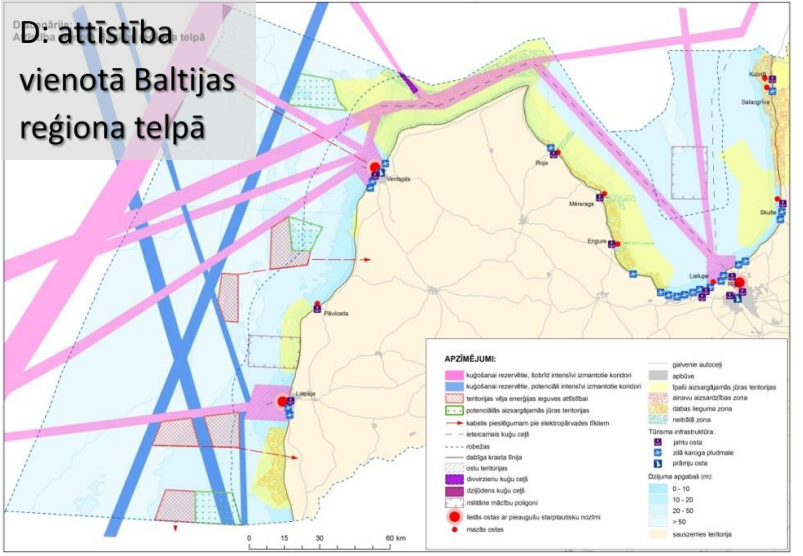 D: attīstība
vienotā Baltijas
reģiona telpā
Kuivīži
Salacgrīva
Roja
Ventspils
Mērsrags
Skulte
Engure
Lielupe
Pāvilosta
Liepāja
APZĪMĒJUMI:
kuģošanai rezervētie, šobrīd intensīvi izmantotie koridori
kuģošanai rezervētie, potenciāli intensīvi izmantotie koridori
teritorijas vēja enerģijas ieguves attīstībai
potenciālās aizsargājamās jūras teritorijas
kabeļis pieslēgumam pie elektropārvades tīkliem
ieteicamais kuģu ceļš
robežas
dabīga krasta līnija
ostu teritorijas
divvirzienu kuģu ceļš
dziļūdens kuģu ceļš
militārie mācību poligoni
lielās ostas ar pieaugušu starptautisku nozīmi
mazās ostas
galvenie autoceļi
apbūve
īpaši aizsargājamās jūras teritorijas
ainavu aizsardzības zona
dabas lieguma zona
neitrālā zona
Tūrisma infrastruktūra:
jahtu osta
zilā karoga pludmale
prāmju osta
Dziļuma apgabali (m):
0 - 10
10 - 20
20 - 50
> 50
sauszemes teritorija
0 15 30 60 km